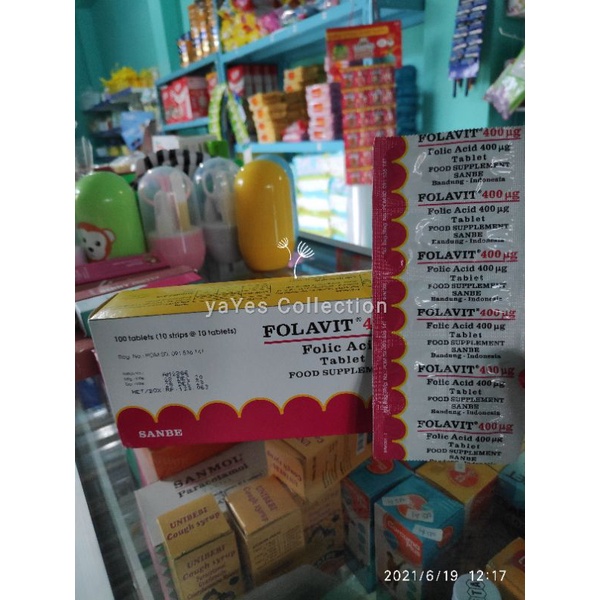 FOLAVIT® 400 µg
Folic Acid 400 µg
Tablet
FOOD SUPPLEMENT
SANBE
Bandung - Indonesia
FOLAVIT® 400 µg
Folic Acid 400 µg
Tablet
FOOD SUPPLEMENT
SANBE
Bandung - Indonesia
FOLAVIT® 400 µg
Folic Acid 400 µg
Tablet
FOOD SUPPLEMENT
SANBE
Bandung - Indonesia
FOLAVIT® 400 µg
Folic Acid 400 µg
Tablet
FOOD SUPPLEMENT
SANBE
Bandung - Indonesia
FOLAVIT® 400 µg
Folic Acid 400 µg
Tablet
FOOD SUPPLEMENT
SANBE
Bandung - Indonesia
FOLAVIT® 400 µg
Folic Acid 400 µg
Tablet
FOOD SUPPLEMENT
SANBE
yaYes Collection
100 tablets (10 strips @ 10 tablets)
FOLAVIT® 4
Folic Acid
Tablet
FOOD SUPPLEM
SANBE
SANMOL
Paracetamol
UNIBEBI
Cough syrup
UNIBEBI
Cough syrup
2021/6/19 12:17